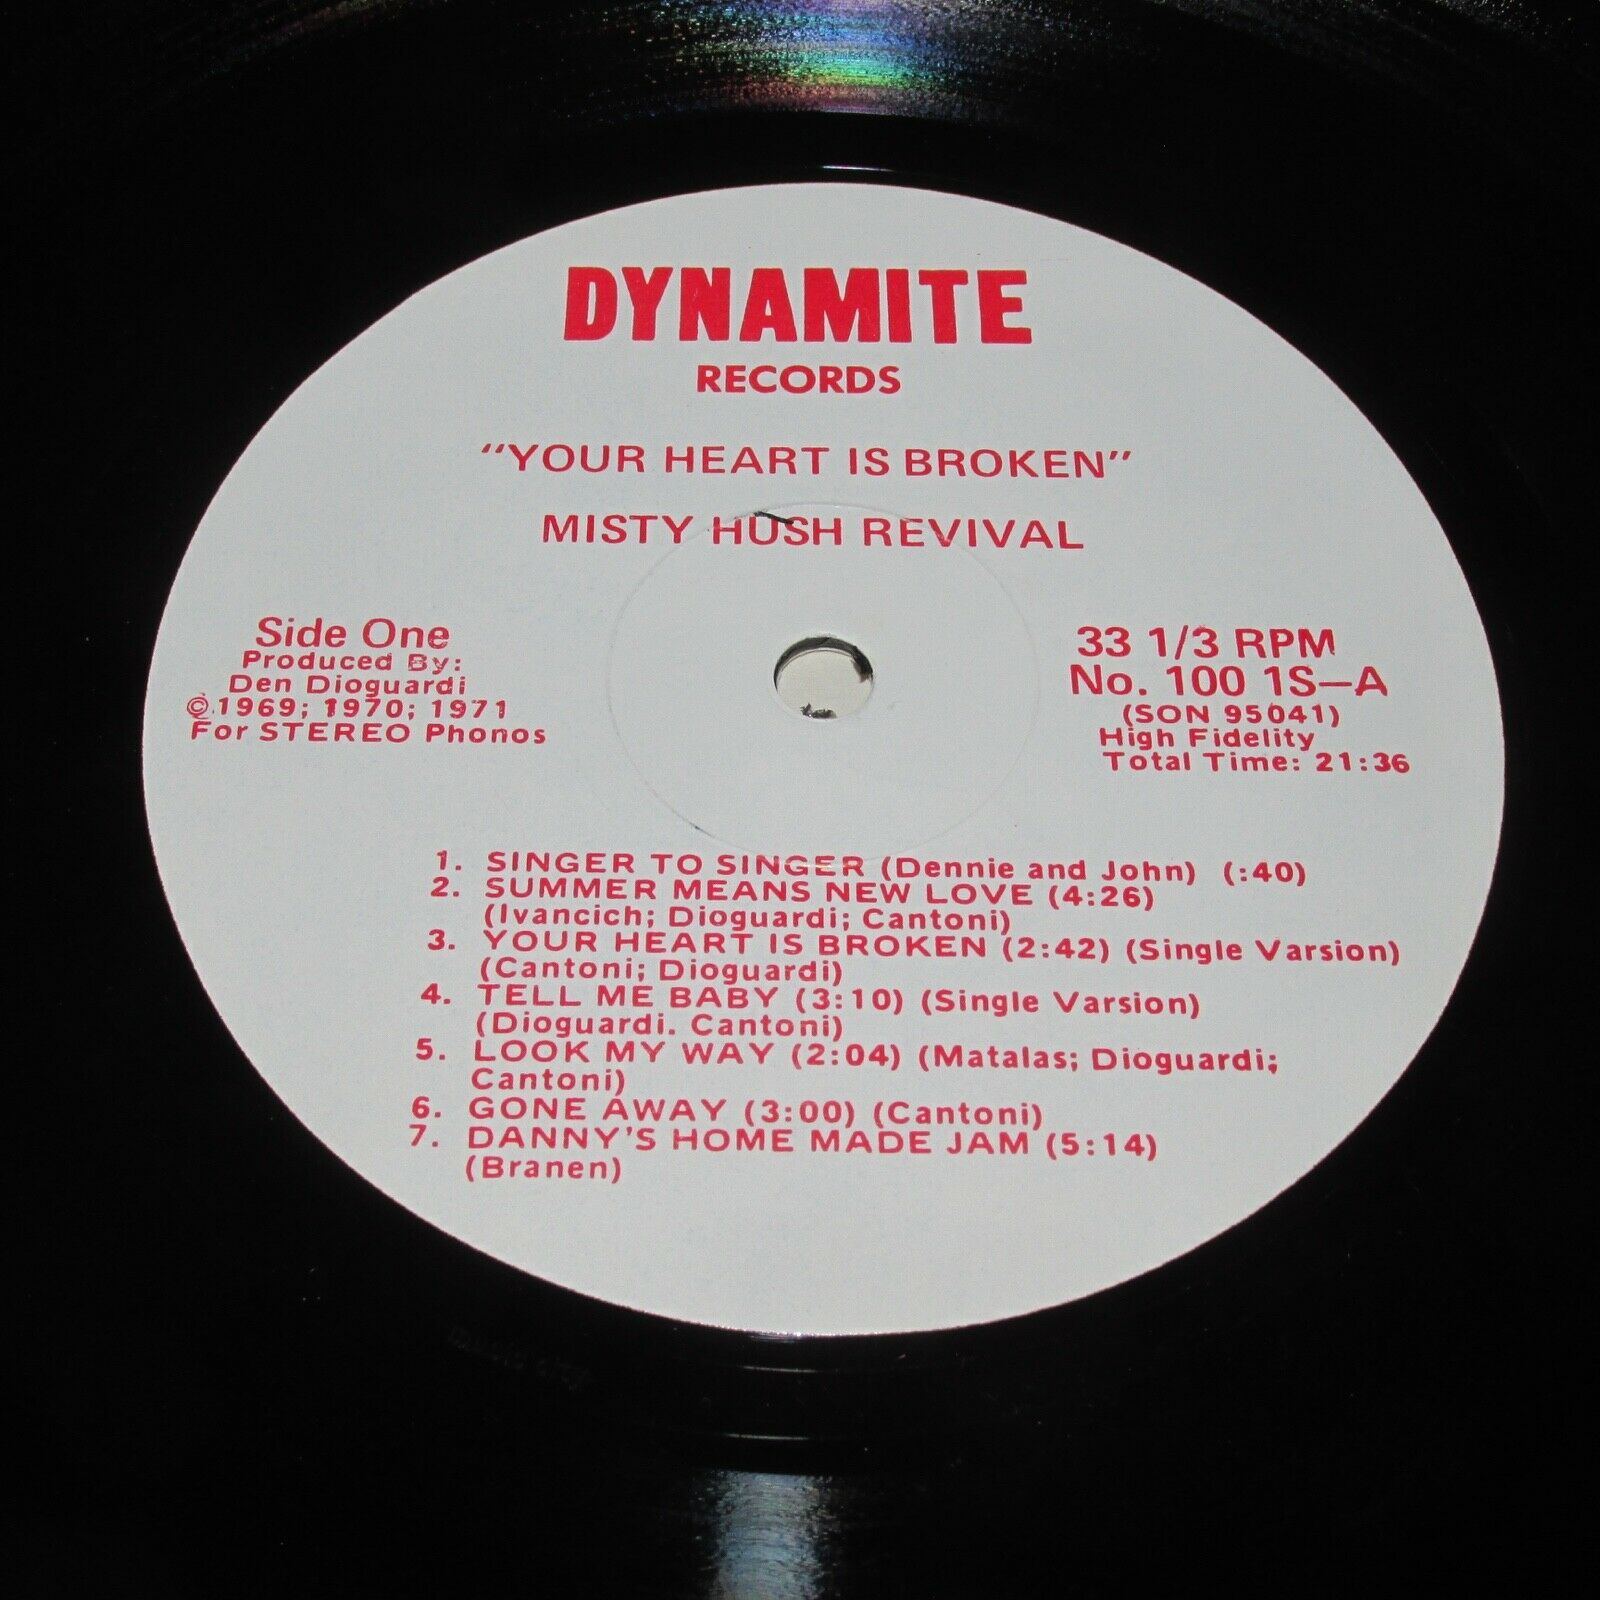 DYNAMITE
RECORDS
"YOUR HEART IS BROKEN"
MISTY HUSH REVIVAL
Side One
Produced By:
Den Dioguardi
© 1969; 1970; 1971
For STEREO Phonos
33 1/3 RPM
No. 100 1S—A
(SON 95041)
High Fidelity
Total Time: 21:36
1. SINGER TO SINGER (Dennie and John) (:40)
2. SUMMER MEANS NEW LOVE (4:26)
(Ivancich; Dioguardi; Cantoni)
3. YOUR HEART IS BROKEN (2:42) (Single Varsion)
(Cantoni; Dioguardi)
4. TELL ME BABY (3:10) (Single Varsion)
(Dioguardi. Cantoni)
5. LOOK MY WAY (2:04) (Matalas; Dioguardi;
Cantoni)
6. GONE AWAY (3:00) (Cantoni)
7. DANNY'S HOME MADE JAM (5:14)
(Branen)